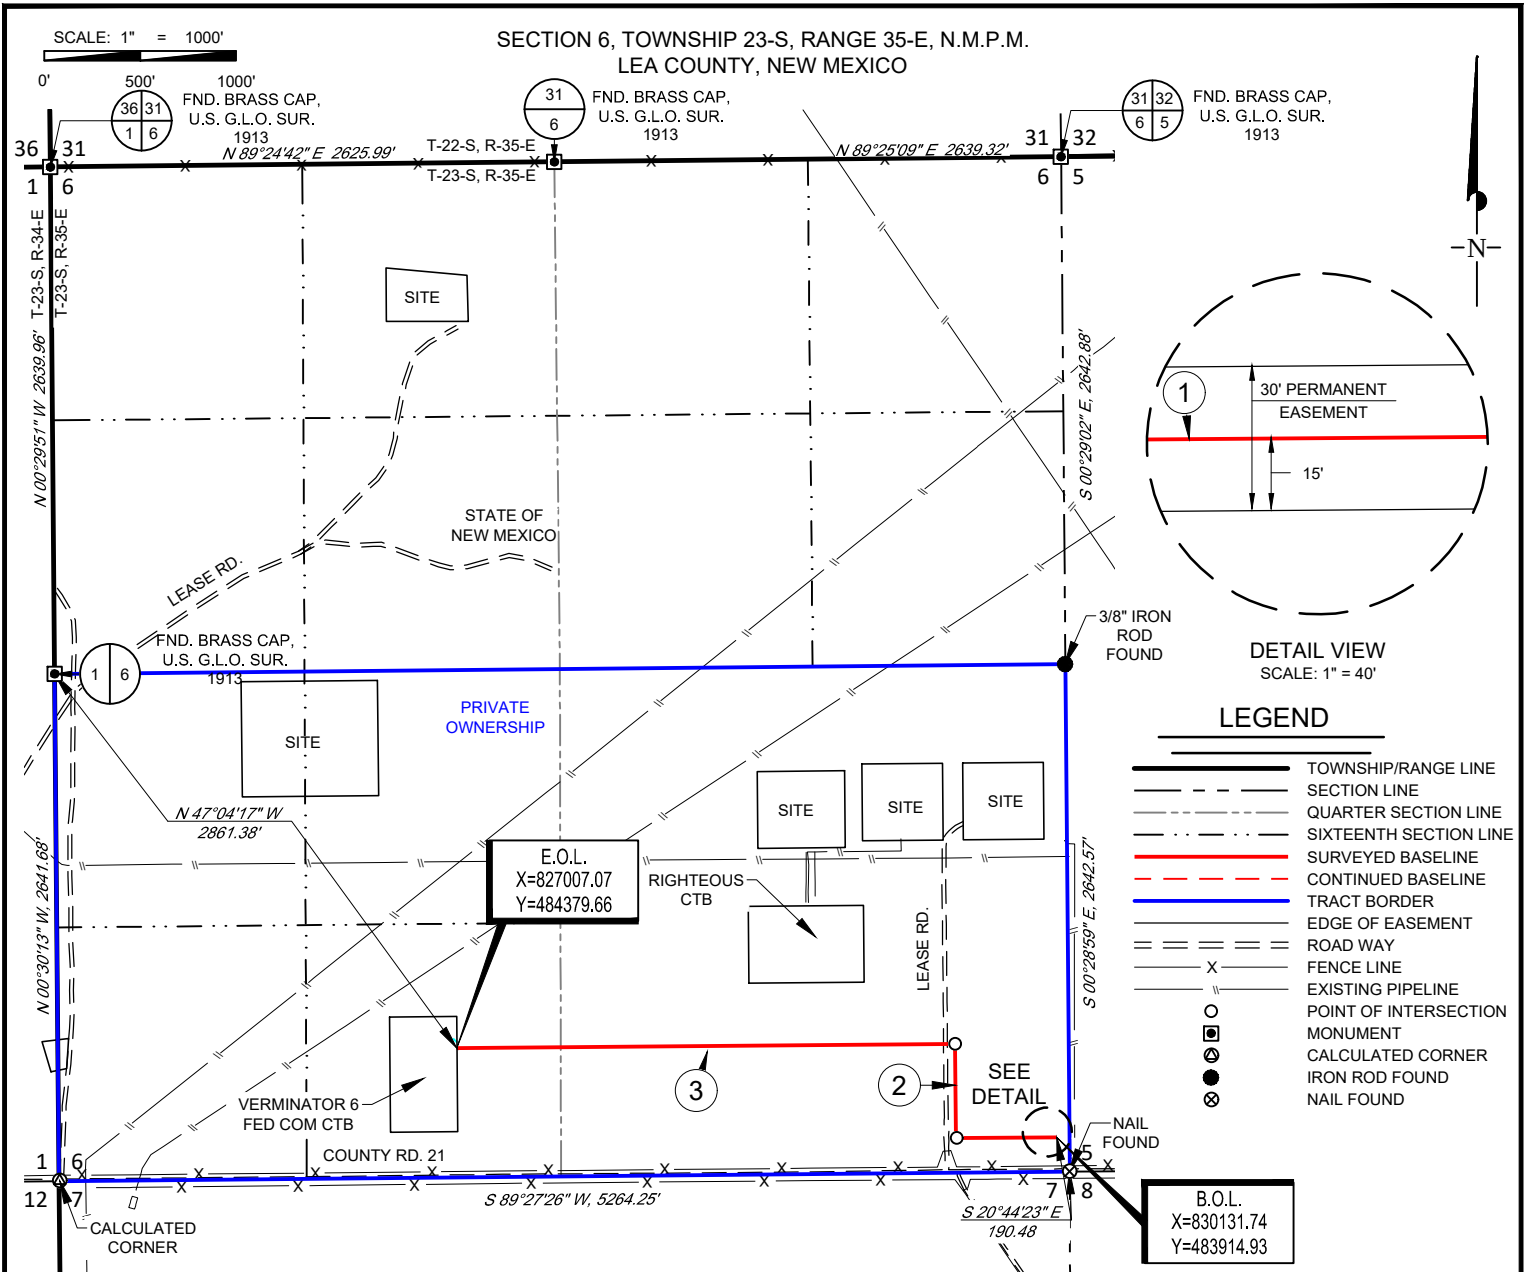 SCALE: 1" = 1000'
0' 500' 1000'
SECTION 6, TOWNSHIP 23-S, RANGE 35-E, N.M.P.M.
LEA COUNTY, NEW MEXICO
36 31
1 6
FND. BRASS CAP,
U.S. G.L.O. SUR.
1913
31
6
FND. BRASS CAP,
U.S. G.L.O. SUR.
1913
31 32
6 5
FND. BRASS CAP,
U.S. G.L.O. SUR.
1913
36 31
1 6
N 89°24'42" E 2625.99'
T-22-S, R-35-E
T-23-S, R-35-E
N 89°25'09" E 2639.32'
31 32
6 5
T-23-S, R-34-E
T-23-S, R-35-E
N
SITE
N 00°29'51" W 2639.96'
S 00°29'02" E, 2642.88'
1
30' PERMANENT
EASEMENT
15'
STATE OF
NEW MEXICO
LEASE RD.
3/8" IRON
ROD
FOUND
DETAIL VIEW
SCALE: 1" = 40'
1 6
FND. BRASS CAP,
U.S. G.L.O. SUR.
1913
PRIVATE
OWNERSHIP
SITE
SITE
SITE
SITE
LEGEND
TOWNSHIP/RANGE LINE
SECTION LINE
QUARTER SECTION LINE
SIXTEENTH SECTION LINE
SURVEYED BASELINE
CONTINUED BASELINE
TRACT BORDER
EDGE OF EASEMENT
ROAD WAY
X FENCE LINE
EXISTING PIPELINE
POINT OF INTERSECTION
MONUMENT
CALCULATED CORNER
IRON ROD FOUND
NAIL FOUND
N 47°04'17" W
2861.38'
E.O.L.
X=827007.07
Y=484379.66
RIGHTEOUS
CTB
N 00°30'13" W, 2641.68'
LEASE RD.
S 00°28'59" E, 2642.57'
3
2
SEE
DETAIL
VERMINATOR 6
FED COM CTB
NAIL
FOUND
COUNTY RD. 21
1 6
12 7
5
7 8
CALCULATED
CORNER
S 89°27'26" W, 5264.25'
S 20°44'23" E
190.48
B.O.L.
X=830131.74
Y=483914.93